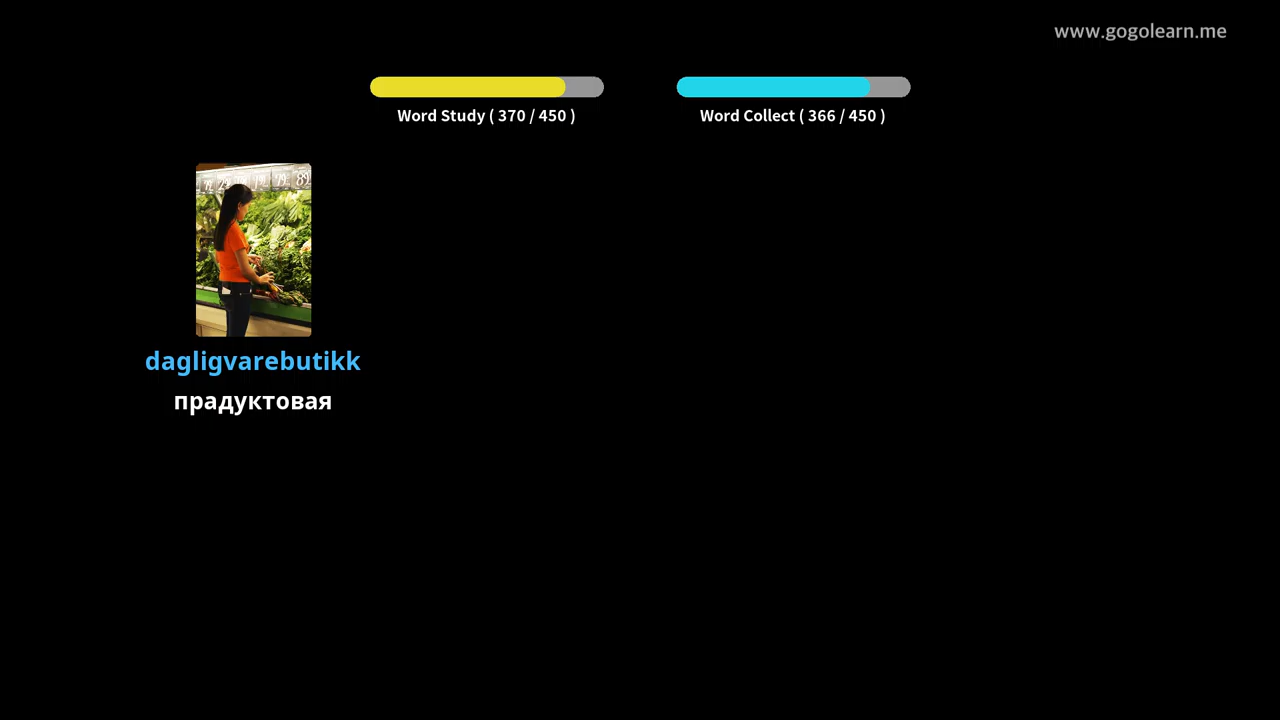 www.gogolearn.me
Word Study ( 370 / 450 )
Word Collect ( 366 / 450 )
dagligvarebutikk
прадуктовая